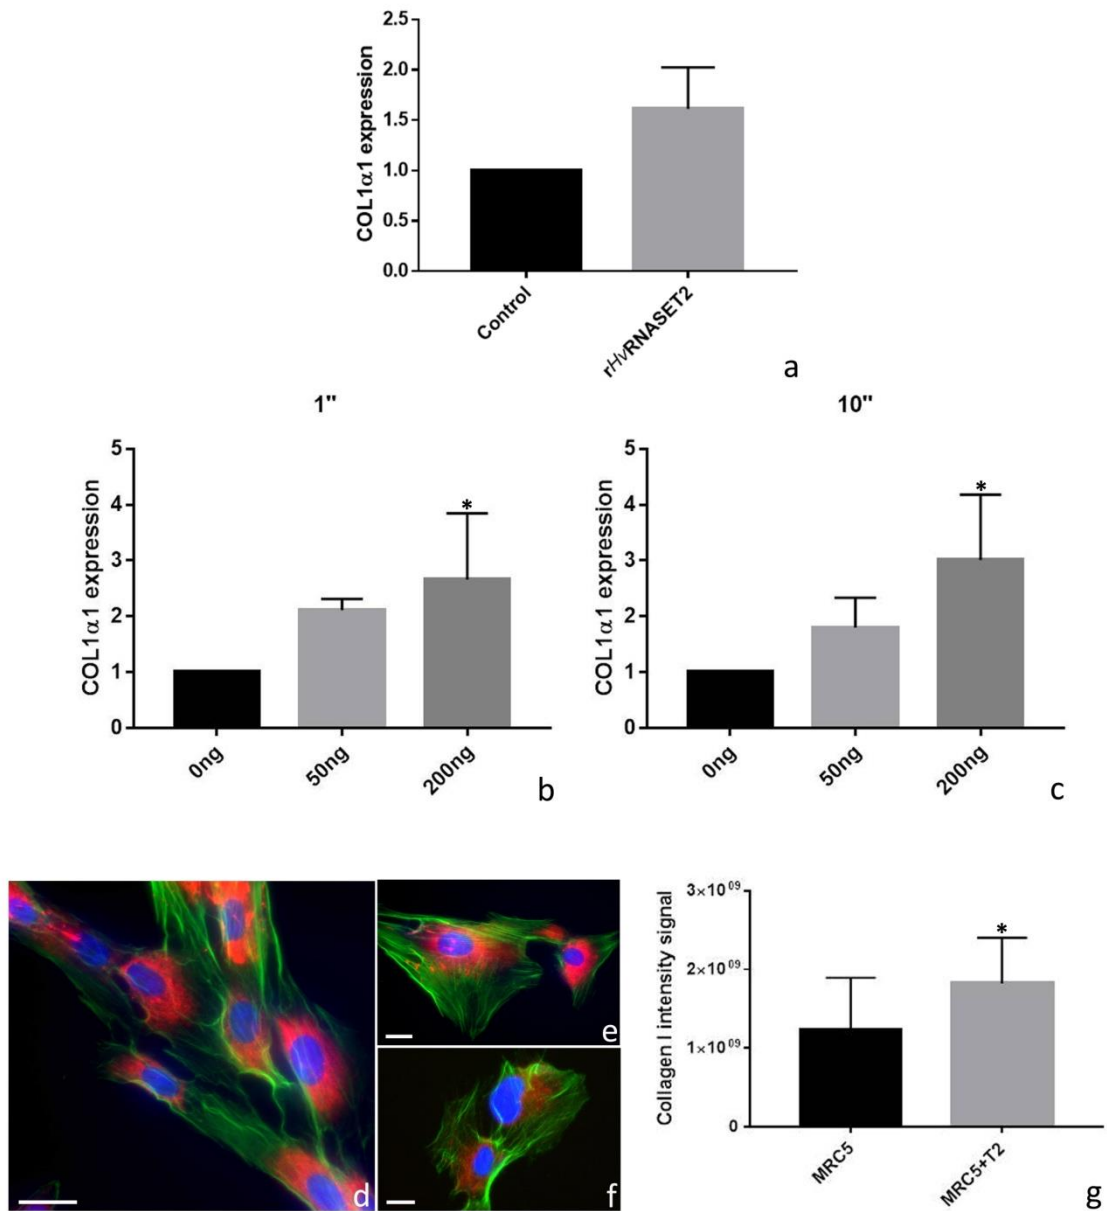 COL1α1 expression
2.5
2.0
1.5
1.0
0.5
0.0
Control
rHvRNASET2
a
1"
COL1α1 expression
5
4
3
2
1
0
*
0ng
50ng
200ng
b
10"
COL1α1 expression
5
4
3
2
1
0
*
0ng
50ng
200ng
c
d
e
f
Collagen I intensity signal
3×10⁰⁹
2×10⁰⁹
1×10⁰⁹
0
*
MRC5
MRC5+T2
g